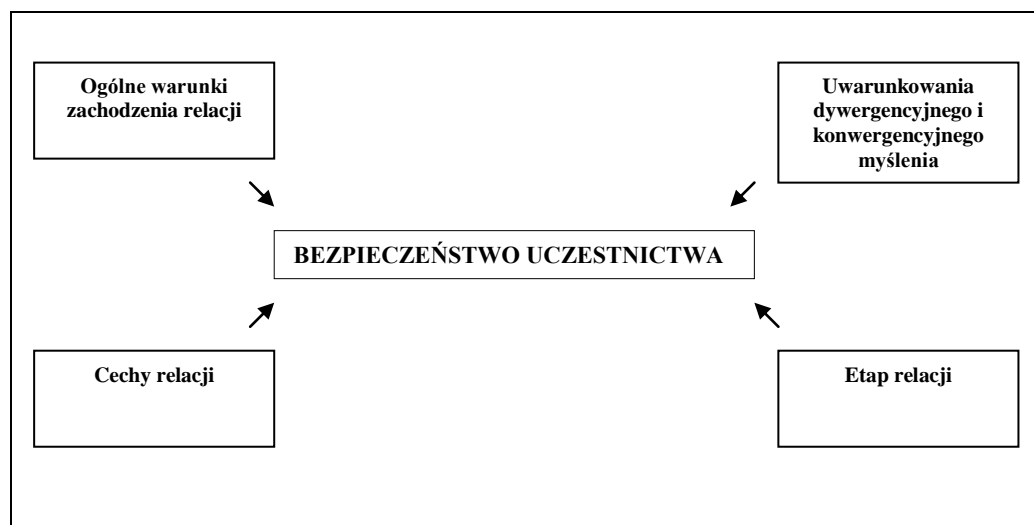 Ogólne warunki
zachodzenia relacji
Uwarunkowania
dywergencyjnego i
konwergencyjnego
myślenia
BEZPIECZEŃSTWO UCZESTNICTWA
Cechy relacji
Etap relacji